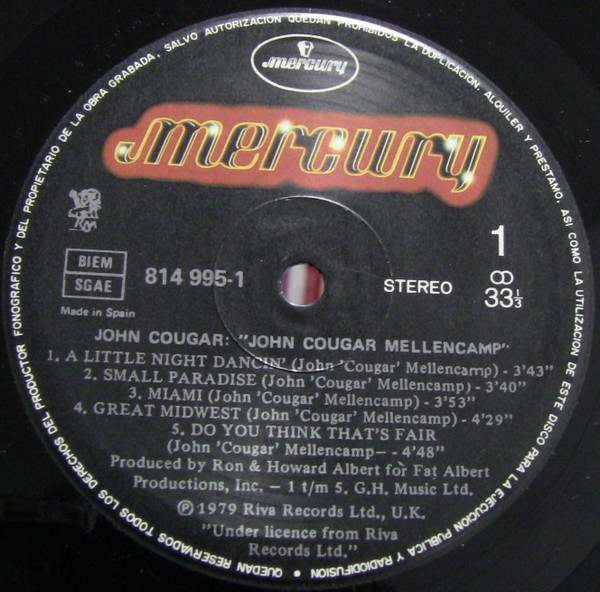 QUEDAN RESERVADOS TODOS LOS DERECHOS DEL PRODUCTOR FONOGRAFICO Y DEL PROPIETARIO DE LA OBRA GRABADA, SALVO AUTORIZACION QUEDAN PROHIBIDOS LA DUPLICACION, ALQUILER Y PRESTAMO, ASI COMO LA UTILIZACION DE ESTE DISCO PARA LA EJECUCION PUBLICA Y RADIODIFUSION •
mercury
mercury
RIVA
BIEM
SGAE
814 995-1
Made in Spain
1
STEREO
33⅓
JOHN COUGAR: "JOHN COUGAR MELLENCAMP"
1. A LITTLE NIGHT DANCIN' (John 'Cougar' Mellencamp) - 3'43"
2. SMALL PARADISE (John 'Cougar' Mellencamp) - 3'40"
3. MIAMI (John 'Cougar' Mellencamp) - 3'53"
4. GREAT MIDWEST (John 'Cougar' Mellencamp) - 4'29"
5. DO YOU THINK THAT'S FAIR
(John 'Cougar' Mellencamp-- - 4'48"
Produced by Ron & Howard Albert for Fat Albert
Productions, Inc. - 1 t/m 5. G.H. Music Ltd.
℗ 1979 Riva Records Ltd., U.K.
"Under licence from Riva
Records Ltd."